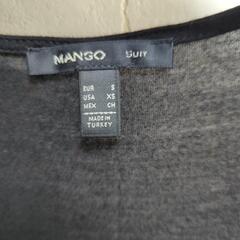 MANGO SUIT
EUR S
USA XS
MEX CH
MADE IN
TURKEY